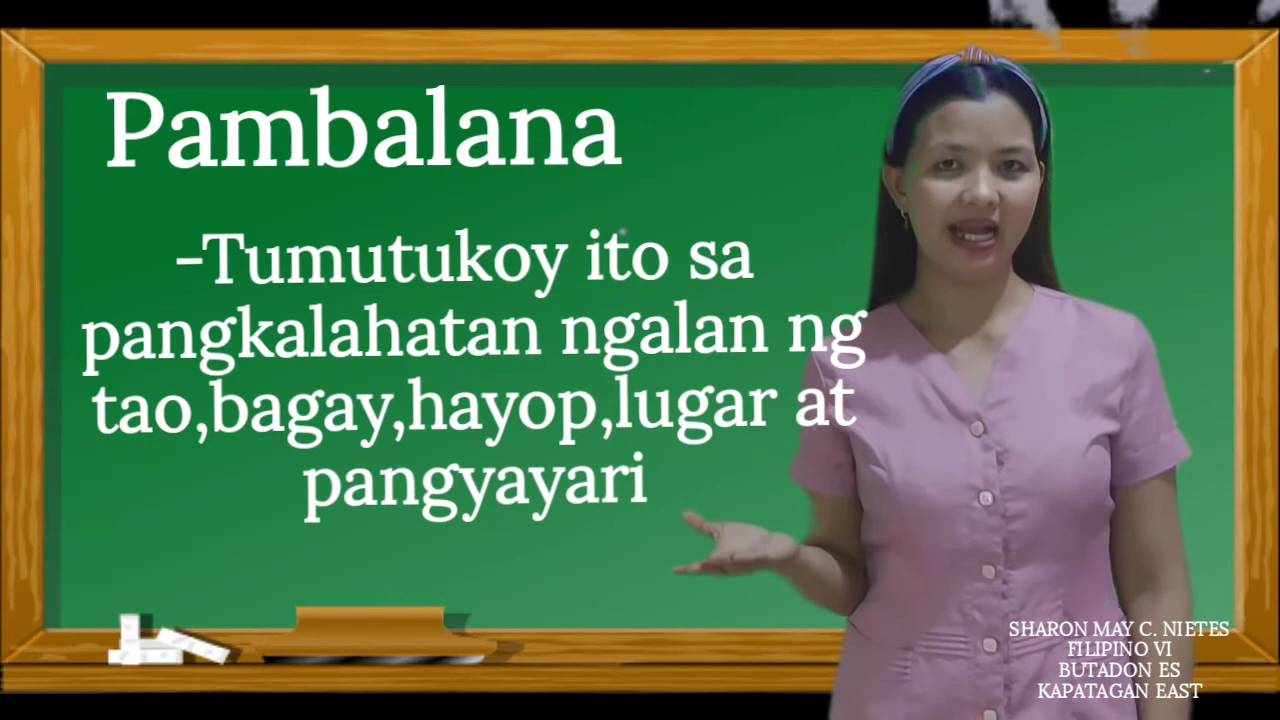 Pambalana
-Tumutukoy ito sa
pangkalahatan ngalan ng
tao,bagay,hayop,lugar at
pangyayari
SHARON MAY C. NIETES
FILIPINO VI
BUTADON ES
KAPATAGAN EAST